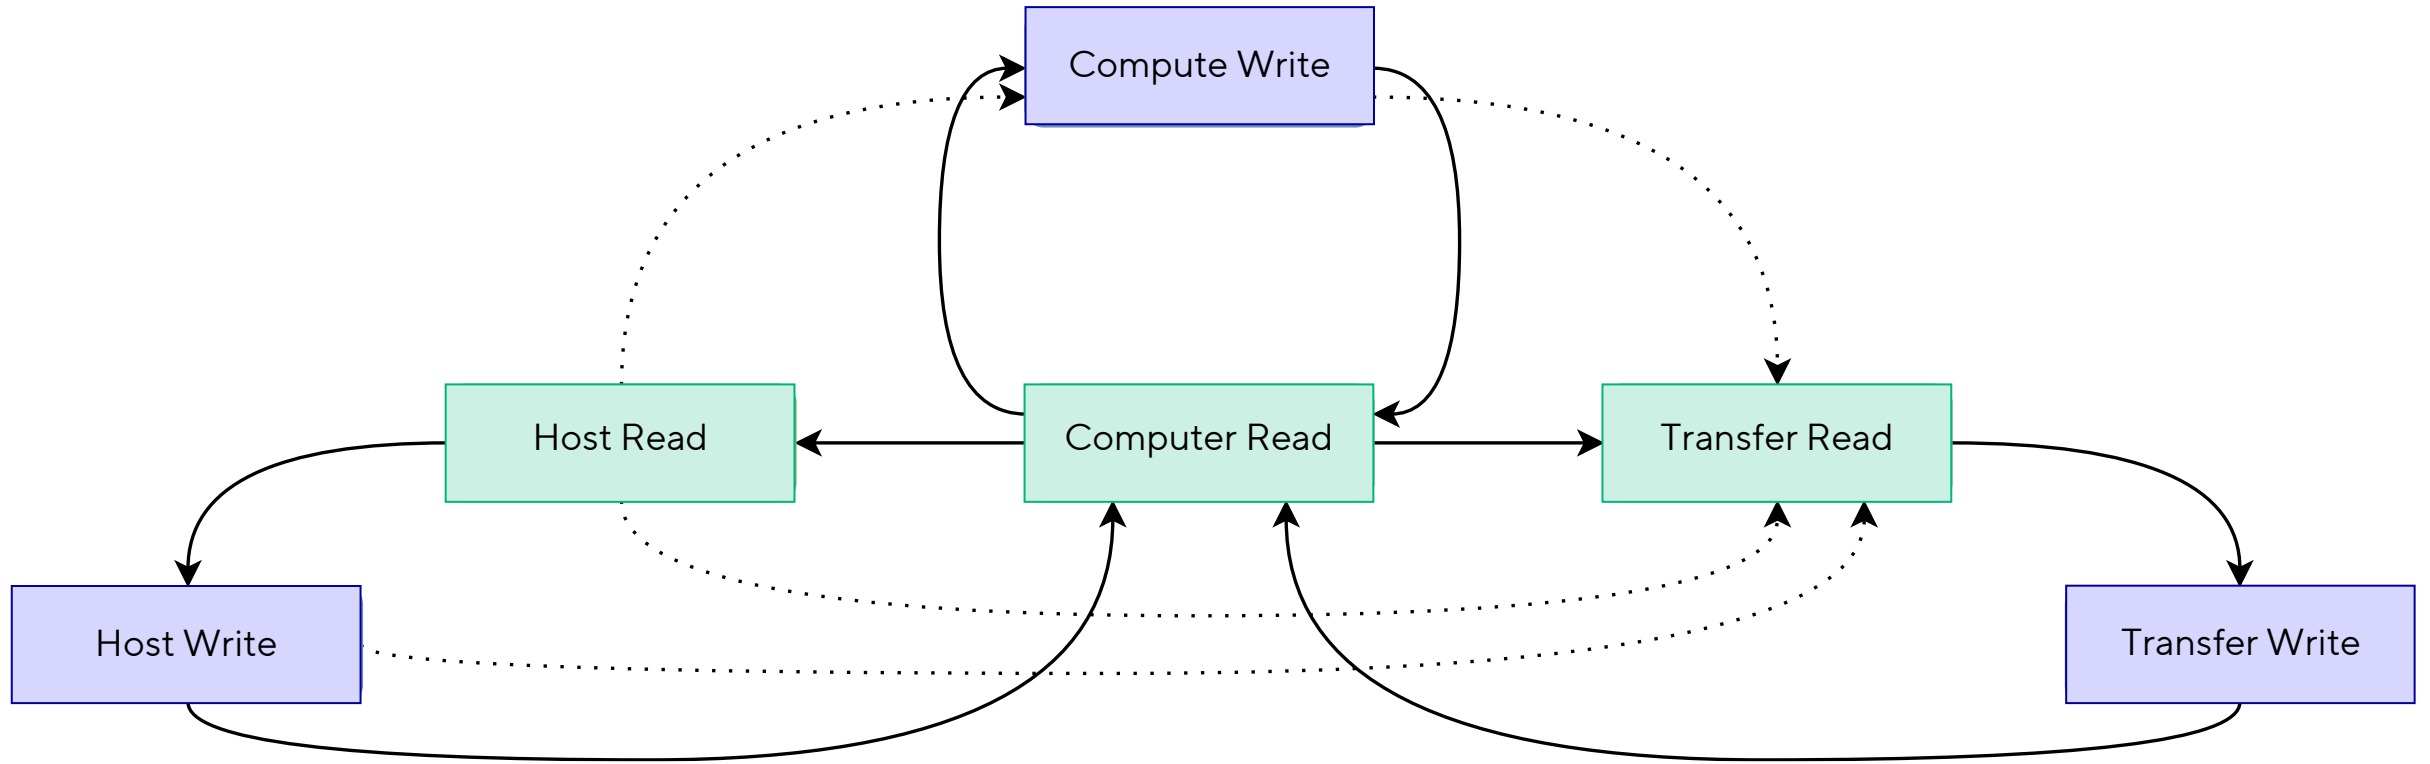 Compute Write
Host Read
Computer Read
Transfer Read
Host Write
Transfer Write